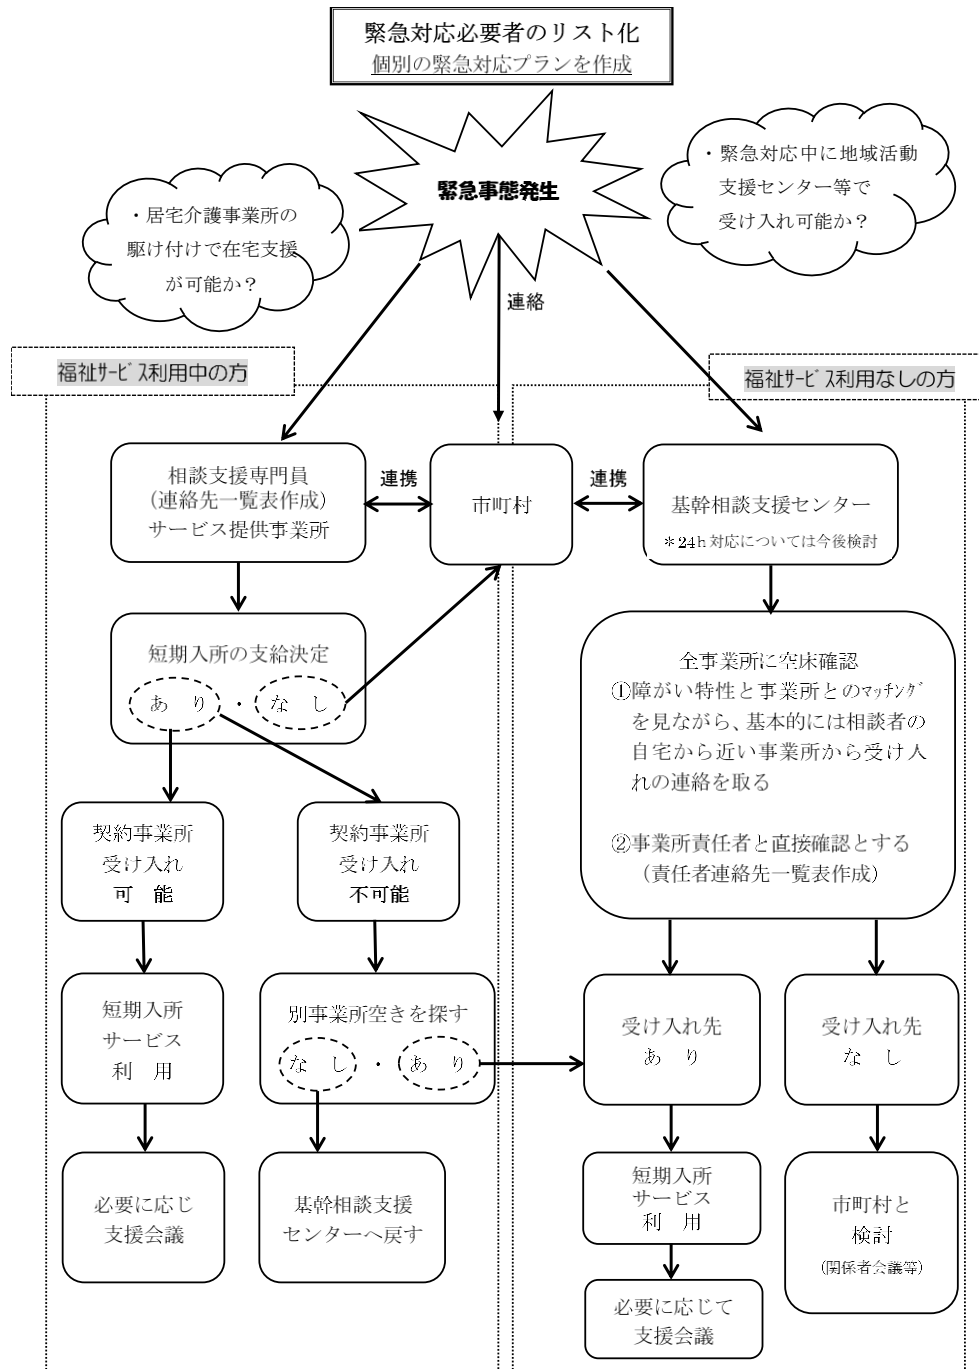 緊急対応必要者のリスト化
個別の緊急対応プランを作成
緊急事態発生
・緊急対応中に地域活動
支援センター等で
受け入れ可能か?
・居宅介護事業所の
駆け付けで在宅支援
が可能か?
連絡
福祉ｻｰﾋﾞｽ利用中の方
福祉ｻｰﾋﾞｽ利用なしの方
相談支援専門員
(連絡先一覧表作成)
サービス提供事業所
連携
市町村
連携
基幹相談支援センター
＊24h 対応については今後検討
短期入所の支給決定
あ り ・ な し
全事業所に空床確認
①障がい特性と事業所とのﾏｯﾁﾝｸﾞ
を見ながら、基本的には相談者の
自宅から近い事業所から受け入
れの連絡を取る
②事業所責任者と直接確認とする
(責任者連絡先一覧表作成)
契約事業所
受け入れ
可 能
契約事業所
受け入れ
不可能
短期入所
サービス
利 用
別事業所空きを探す
な し ・ あ り
受け入れ先
あ り
受け入れ先
な し
必要に応じ
支援会議
基幹相談支援
センターへ戻す
短期入所
サービス
利 用
市町村と
検討
(関係者会議等)
必要に応じて
支援会議